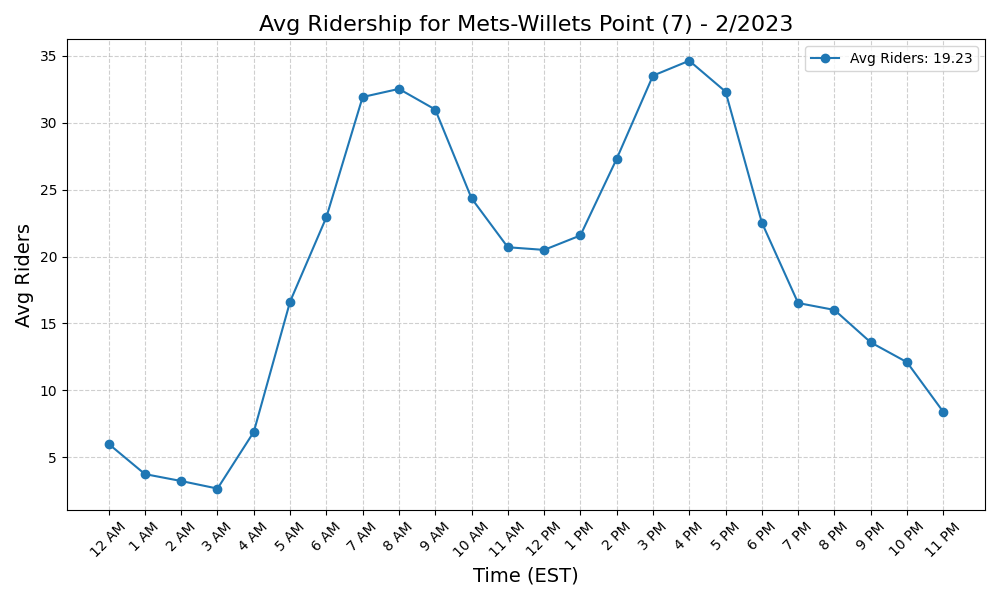 Avg Ridership for Mets-Willets Point (7) - 2/2023
Avg Riders: 19.23
Avg Riders
35
30
25
20
15
10
5
12 AM
1 AM
2 AM
3 AM
4 AM
5 AM
6 AM
7 AM
8 AM
9 AM
10 AM
11 AM
12 PM
1 PM
2 PM
3 PM
4 PM
5 PM
6 PM
7 PM
8 PM
9 PM
10 PM
11 PM
Time (EST)